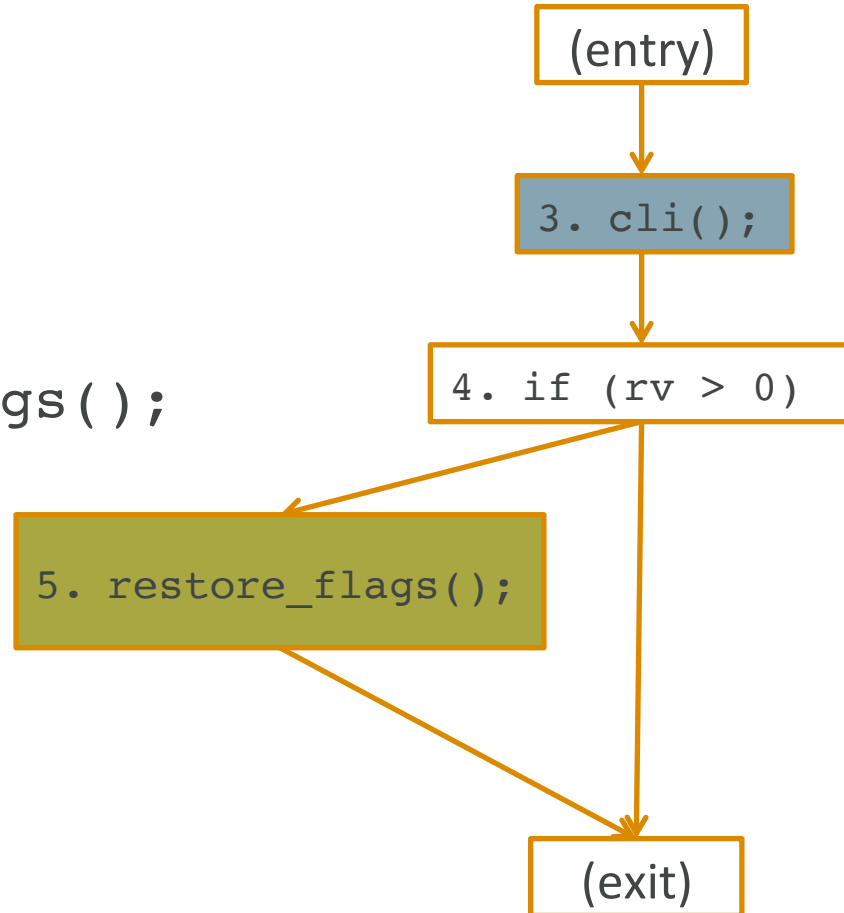 (entry)
3. cli();
gs();
4. if (rv > 0)
5. restore_flags();
(exit)